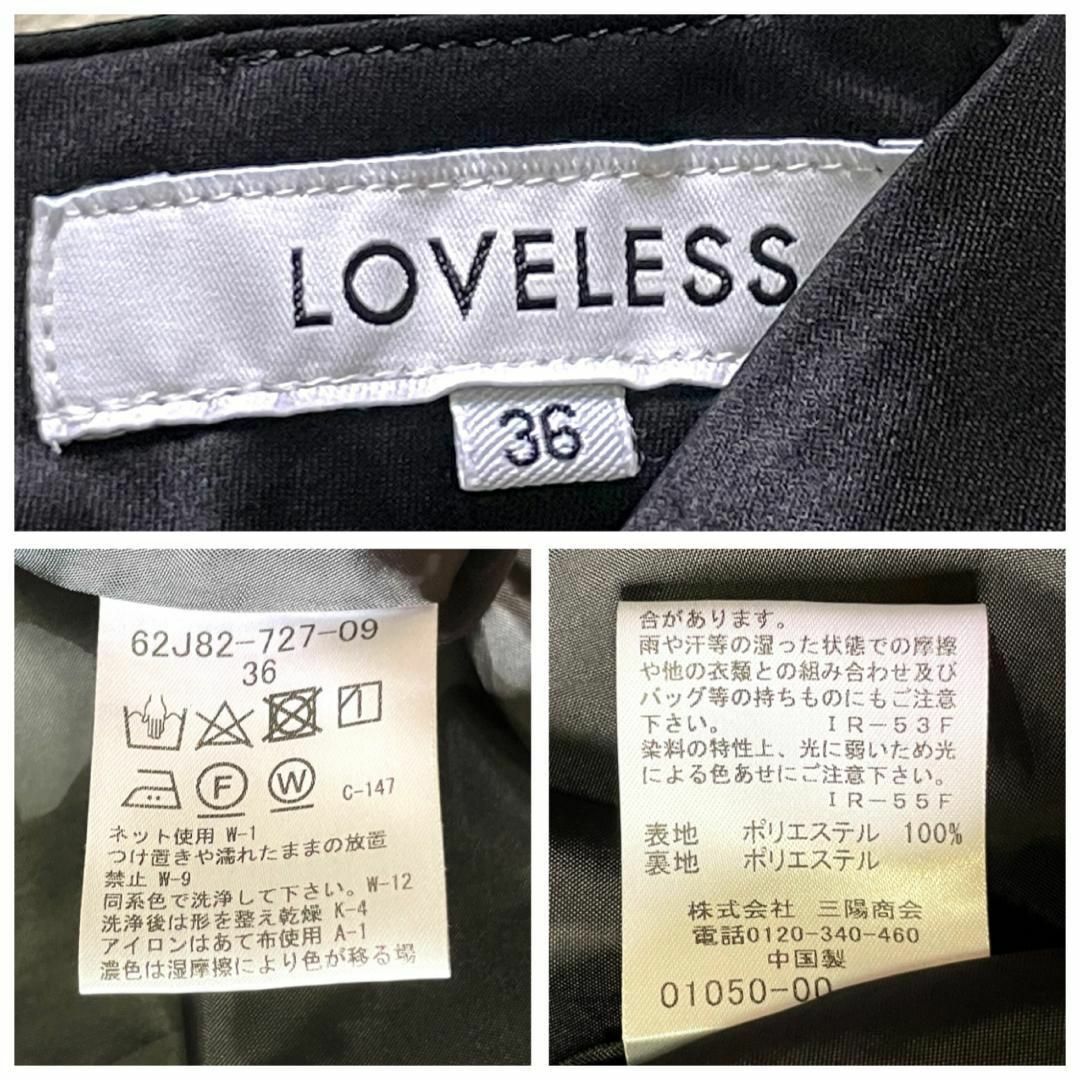 LOVELESS
36
62J82-727-09
36
F
W
C-147
ネット使用 W-1
つけ置きや濡れたままの放置
禁止 W-9
同系色で洗浄して下さい。W-12
洗浄後は形を整え乾燥 K-4
アイロンはあて布使用 A-1
濃色は湿摩擦により色が移る場
合があります。
雨や汗等の湿った状態での摩擦
や他の衣類との組み合わせ及び
バッグ等の持ちものにもご注意
下さい。 IR-53F
染料の特性上、光に弱いため光
による色あせにご注意下さい。
IR-55F
表地 ポリエステル 100%
裏地 ポリエステル
株式会社 三陽商会
電話0120-340-460
中国製
01050-00